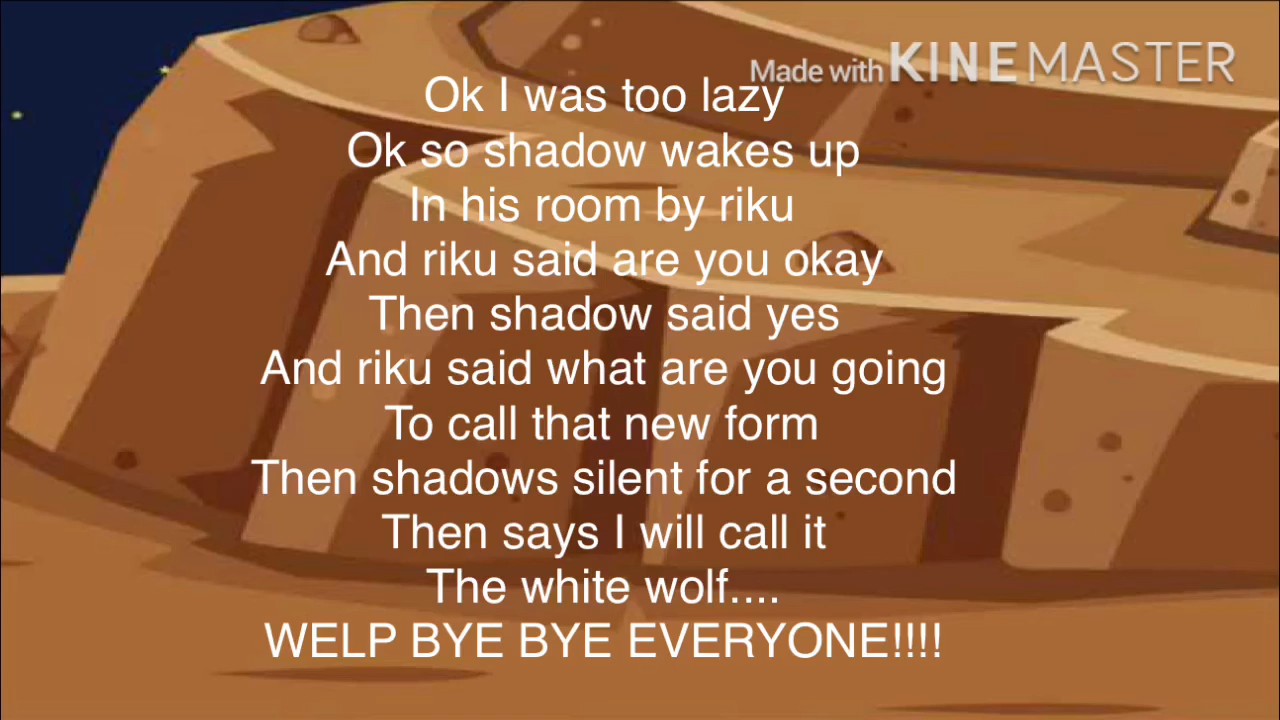 Made with KINEMASTER
Ok I was too lazy
Ok so shadow wakes up
In his room by riku
And riku said are you okay
Then shadow said yes
And riku said what are you going
To call that new form
Then shadows silent for a second
Then says I will call it
The white wolf....
WELP BYE BYE EVERYONE!!!!